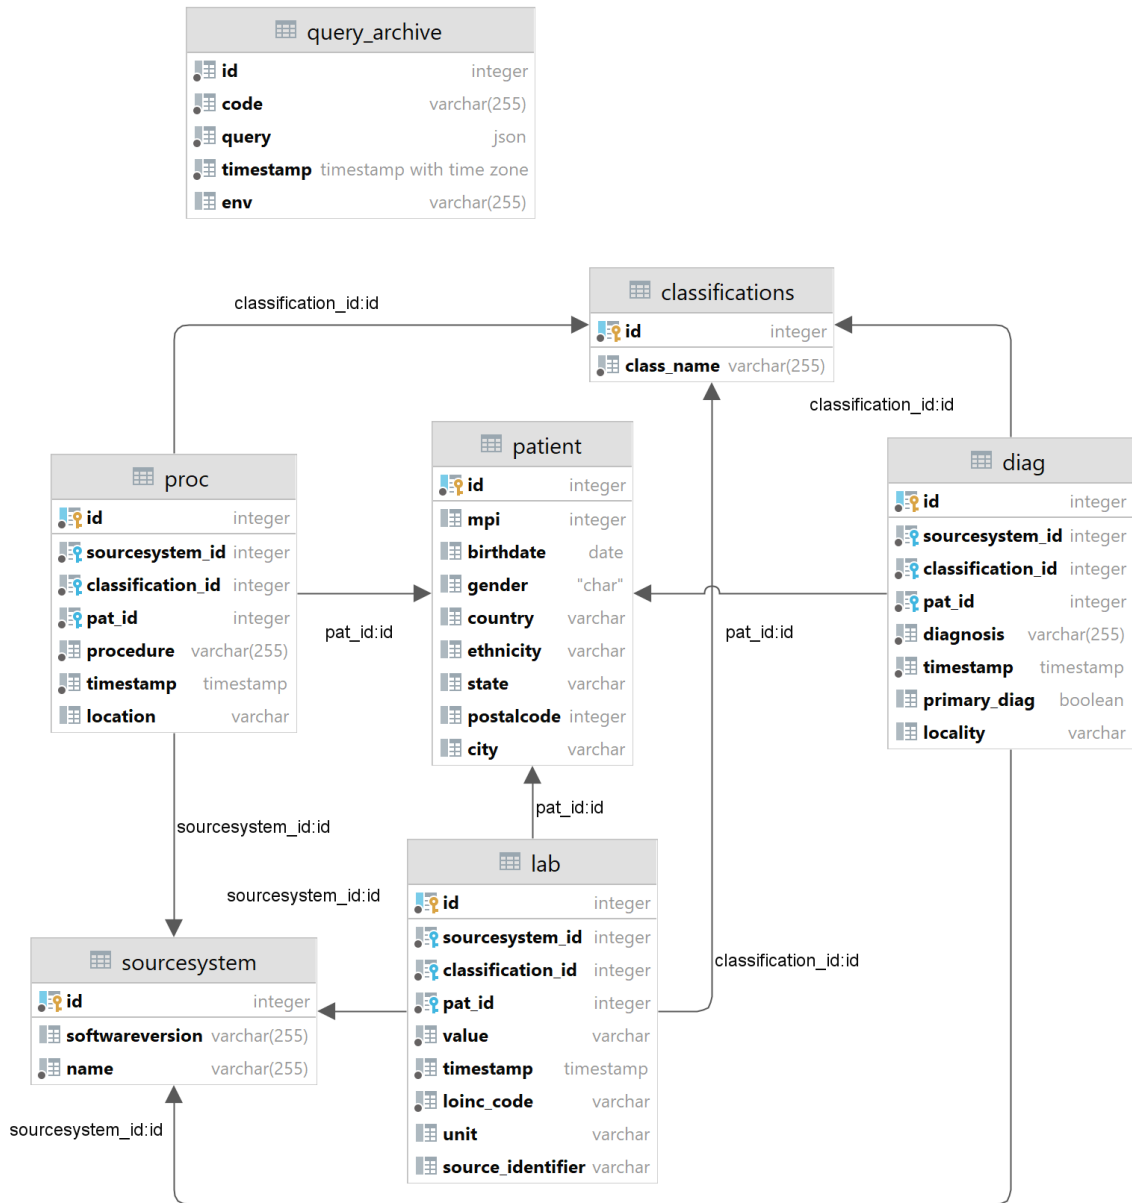 query_archive
id integer
code varchar(255)
query json
timestamp timestamp with time zone
env varchar(255)
classification_id:id
classifications
id integer
class_name varchar(255)
classification_id:id
proc
id integer
sourcesystem_id integer
classification_id integer
pat_id integer
procedure varchar(255)
timestamp timestamp
location varchar
patient
id integer
mpi integer
birthdate date
gender "char"
country varchar
ethnicity varchar
state varchar
postalcode integer
city varchar
diag
id integer
sourcesystem_id integer
classification_id integer
pat_id integer
diagnosis varchar(255)
timestamp timestamp
primary_diag boolean
locality varchar
pat_id:id
pat_id:id
pat_id:id
sourcesystem_id:id
sourcesystem_id:id
lab
id integer
sourcesystem_id integer
classification_id integer
pat_id integer
value varchar
timestamp timestamp
loinc_code varchar
unit varchar
source_identifier varchar
classification_id:id
sourcesystem
id integer
softwareversion varchar(255)
name varchar(255)
sourcesystem_id:id